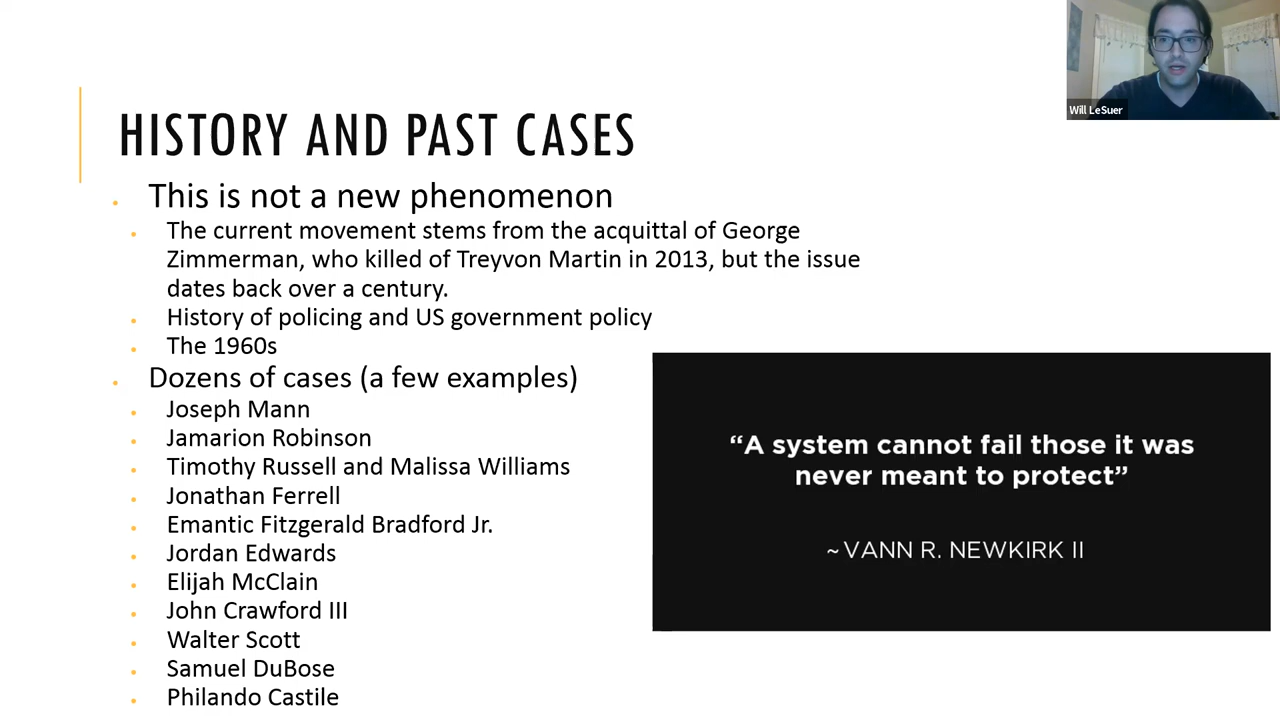 Will LeSuer
HISTORY AND PAST CASES
This is not a new phenomenon
The current movement stems from the acquittal of George
Zimmerman, who killed of Treyvon Martin in 2013, but the issue
dates back over a century.
History of policing and US government policy
The 1960s
Dozens of cases (a few examples)
Joseph Mann
Jamarion Robinson
Timothy Russell and Malissa Williams
Jonathan Ferrell
Emantic Fitzgerald Bradford Jr.
Jordan Edwards
Elijah McClain
John Crawford III
Walter Scott
Samuel DuBose
Philando Castile
“A system cannot fail those it was
never meant to protect”
~VANN R. NEWKIRK II